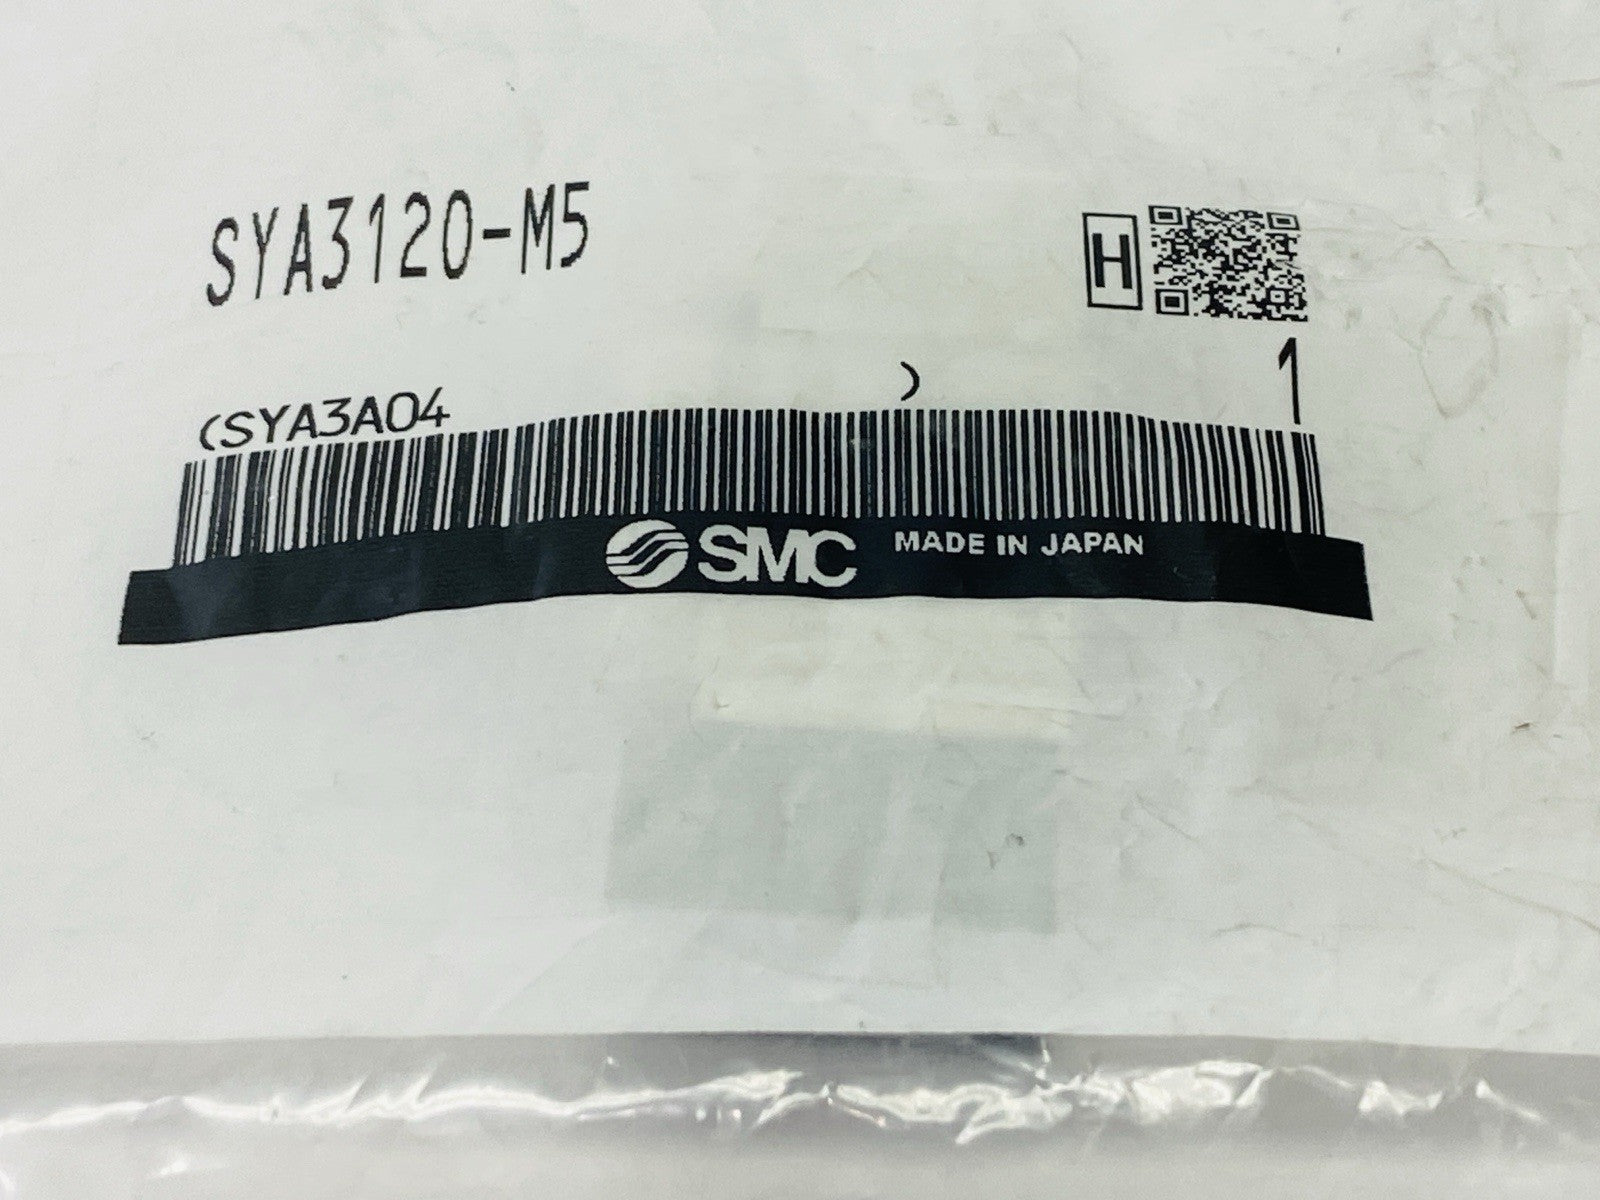 SYA3120-M5
H
1
(SYA3A04 )
SMC MADE IN JAPAN